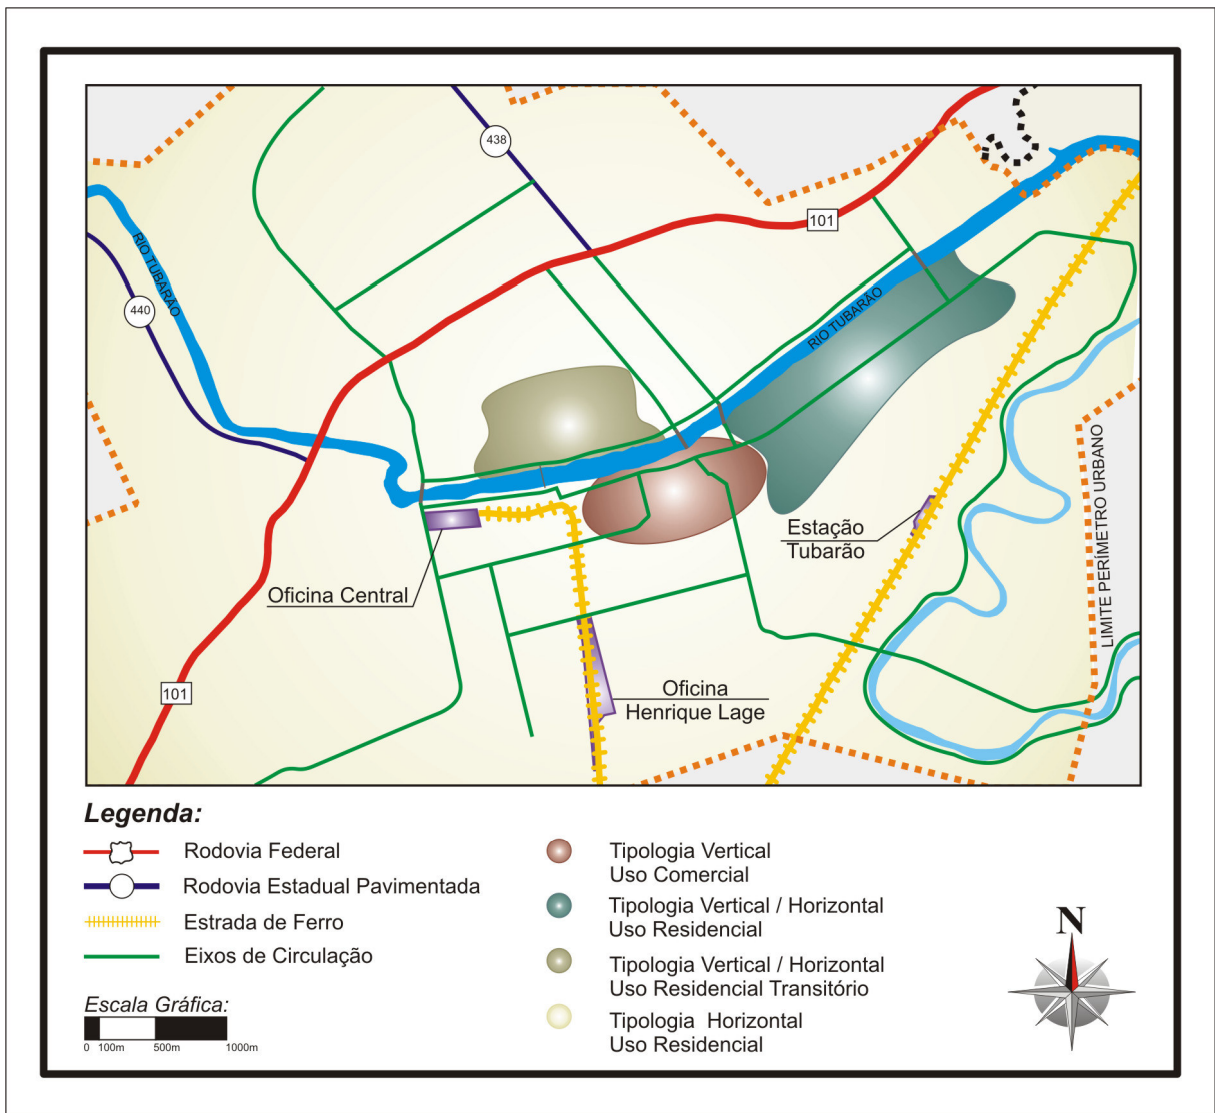 438
101
RIO TUBARÃO
440
RIO TUBARÃO
LIMITE PERÍMETRO URBANO
Estação
Tubarão
Oficina Central
Oficina
Henrique Lage
101
Legenda:
Rodovia Federal
Rodovia Estadual Pavimentada
Estrada de Ferro
Eixos de Circulação
Escala Gráfica:
0 100m 500m 1000m
Tipologia Vertical
Uso Comercial
Tipologia Vertical / Horizontal
Uso Residencial
Tipologia Vertical / Horizontal
Uso Residencial Transitório
Tipologia Horizontal
Uso Residencial
N